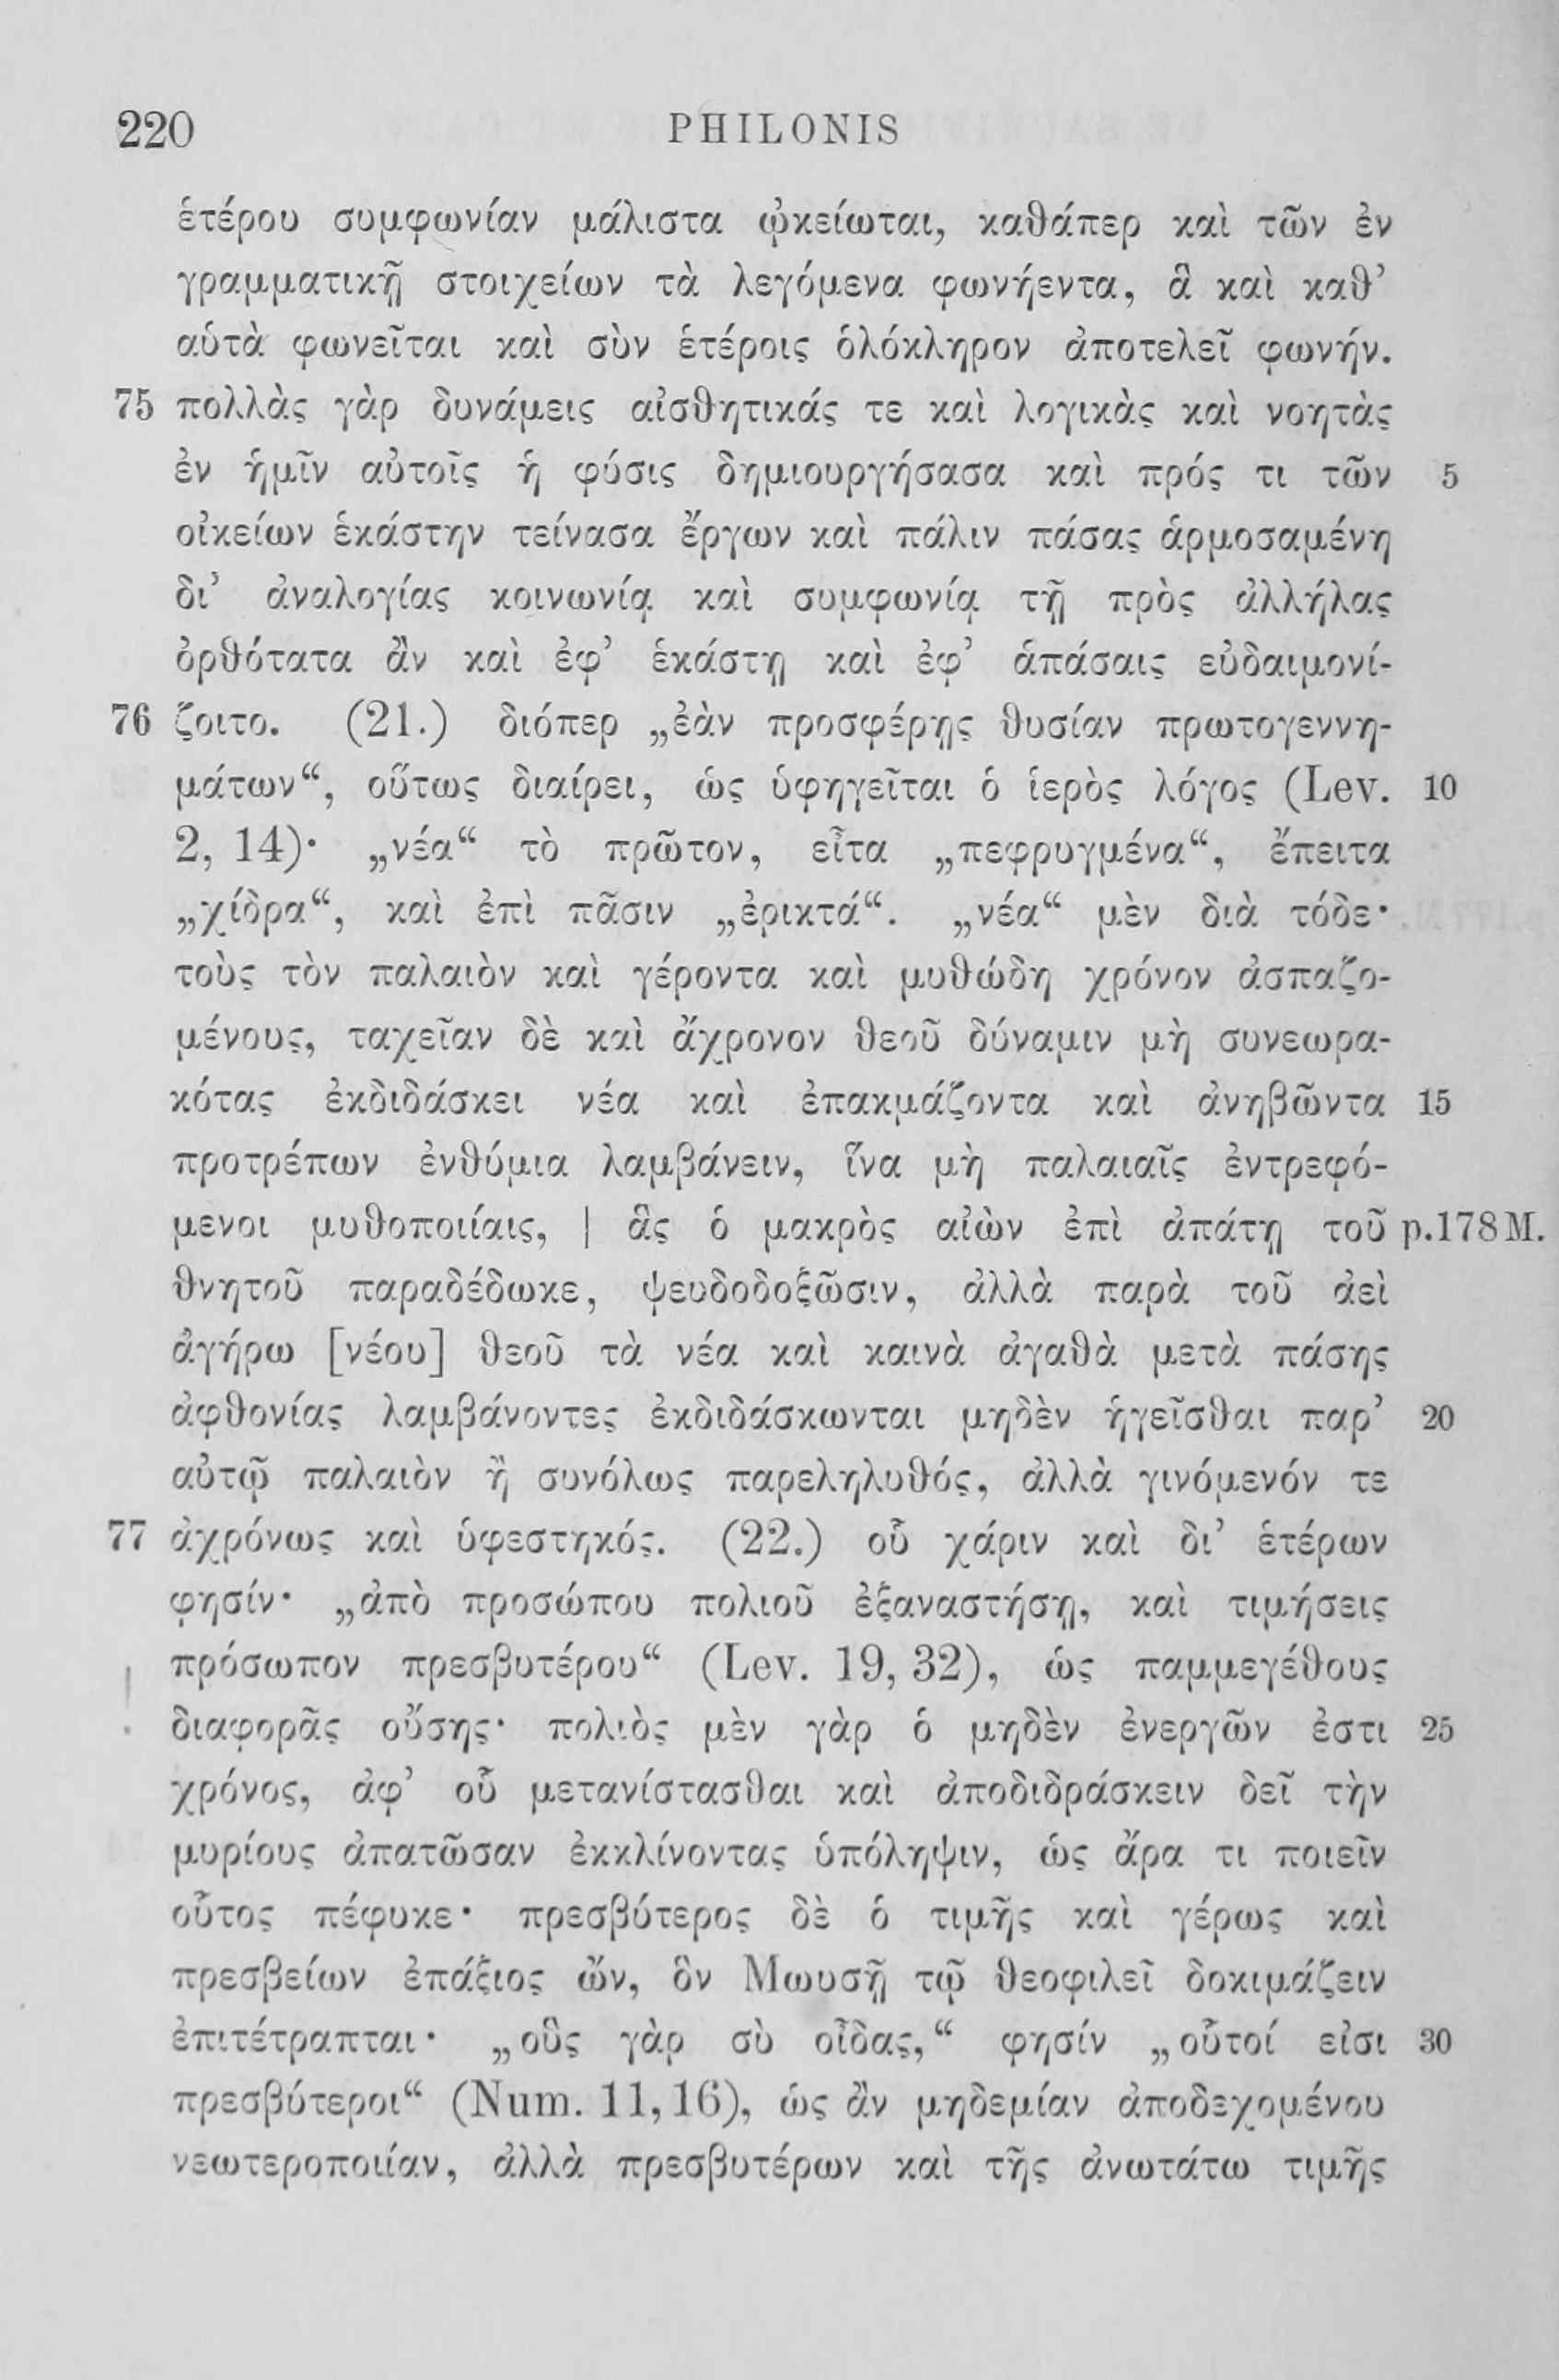 220 PHILONIS
ἑτέρου συμφωνίαν μάλιστα ᾠκείωται, καθάπερ καὶ τῶν ἐν
γραμματικῇ στοιχείων τὰ λεγόμενα φωνήεντα, ἃ καὶ καθ’
αὑτὰ φωνεῖται καὶ σὺν ἑτέροις ὁλόκληρον ἀποτελεῖ φωνήν.
75 πολλὰς γὰρ δυνάμεις αἰσθητικάς τε καὶ λογικὰς καὶ νοητὰς
ἐν ἡμῖν αὐτοῖς ἡ φύσις δημιουργήσασα καὶ πρός τι τῶν 5
οἰκείων ἑκάστην τείνασα ἔργων καὶ πάλιν πάσας ἁρμοσαμένη
δι’ ἀναλογίας κοινωνίᾳ καὶ συμφωνίᾳ τῇ πρὸς ἀλλήλας
ὀρθότατα ἂν καὶ ἐφ’ ἑκάστῃ καὶ ἐφ’ ἁπάσαις εὐδαιμονί-
76 ζοιτο. (21.) διόπερ „ἐὰν προσφέρῃς θυσίαν πρωτογεννη-
μάτων“, οὕτως διαίρει, ὡς ὑφηγεῖται ὁ ἱερὸς λόγος (Lev. 10
2, 14)· „νέα“ τὸ πρῶτον, εἶτα „πεφρυγμένα“, ἔπειτα
„χίδρα“, καὶ ἐπὶ πᾶσιν „ἐρικτά“. „νέα“ μὲν διὰ τόδε·
τοὺς τὸν παλαιὸν καὶ γέροντα καὶ μυθώδη χρόνον ἀσπαζο-
μένους, ταχεῖαν δὲ καὶ ἄχρονον θεοῦ δύναμιν μὴ συνεωρα-
κότας ἐκδιδάσκει νέα καὶ ἐπακμάζοντα καὶ ἀνηβῶντα 15
προτρέπων ἐνθύμια λαμβάνειν, ἵνα μὴ παλαιαῖς ἐντρεφό-
μενοι μυθοποιίαις, | ἃς ὁ μακρὸς αἰὼν ἐπὶ ἀπάτῃ τοῦ p.178 M.
θνητοῦ παραδέδωκε, ψευδοδοξῶσιν, ἀλλὰ παρὰ τοῦ ἀεὶ
ἀγήρω [νέου] θεοῦ τὰ νέα καὶ καινὰ ἀγαθὰ μετὰ πάσης
ἀφθονίας λαμβάνοντες ἐκδιδάσκωνται μηδὲν ἡγεῖσθαι παρ’ 20
αὐτῷ παλαιὸν ἢ συνόλως παρεληλυθός, ἀλλὰ γινόμενόν τε
77 ἀχρόνως καὶ ὑφεστηκός. (22.) οὗ χάριν καὶ δι’ ἑτέρων
φησίν· „ἀπὸ προσώπου πολιοῦ ἐξαναστήσῃ, καὶ τιμήσεις
πρόσωπον πρεσβυτέρου“ (Lev. 19, 32), ὡς παμμεγέθους
διαφορᾶς οὔσης· πολιὸς μὲν γὰρ ὁ μηδὲν ἐνεργῶν ἐστι 25
χρόνος, ἀφ’ οὗ μετανίστασθαι καὶ ἀποδιδράσκειν δεῖ τὴν
μυρίους ἀπατῶσαν ἐκκλίνοντας ὑπόληψιν, ὡς ἄρα τι ποιεῖν
οὗτος πέφυκε· πρεσβύτερος δὲ ὁ τιμῆς καὶ γέρως καὶ
πρεσβείων ἐπάξιος ὤν, ὃν Μωυσῇ τῷ θεοφιλεῖ δοκιμάζειν
ἐπιτέτραπται· „οὓς γὰρ σὺ οἶδας,“ φησίν „οὗτοί εἰσι 30
πρεσβύτεροι“ (Num. 11, 16), ὡς ἂν μηδεμίαν ἀποδεχομένου
νεωτεροποιίαν, ἀλλὰ πρεσβυτέρων καὶ τῆς ἀνωτάτω τιμῆς